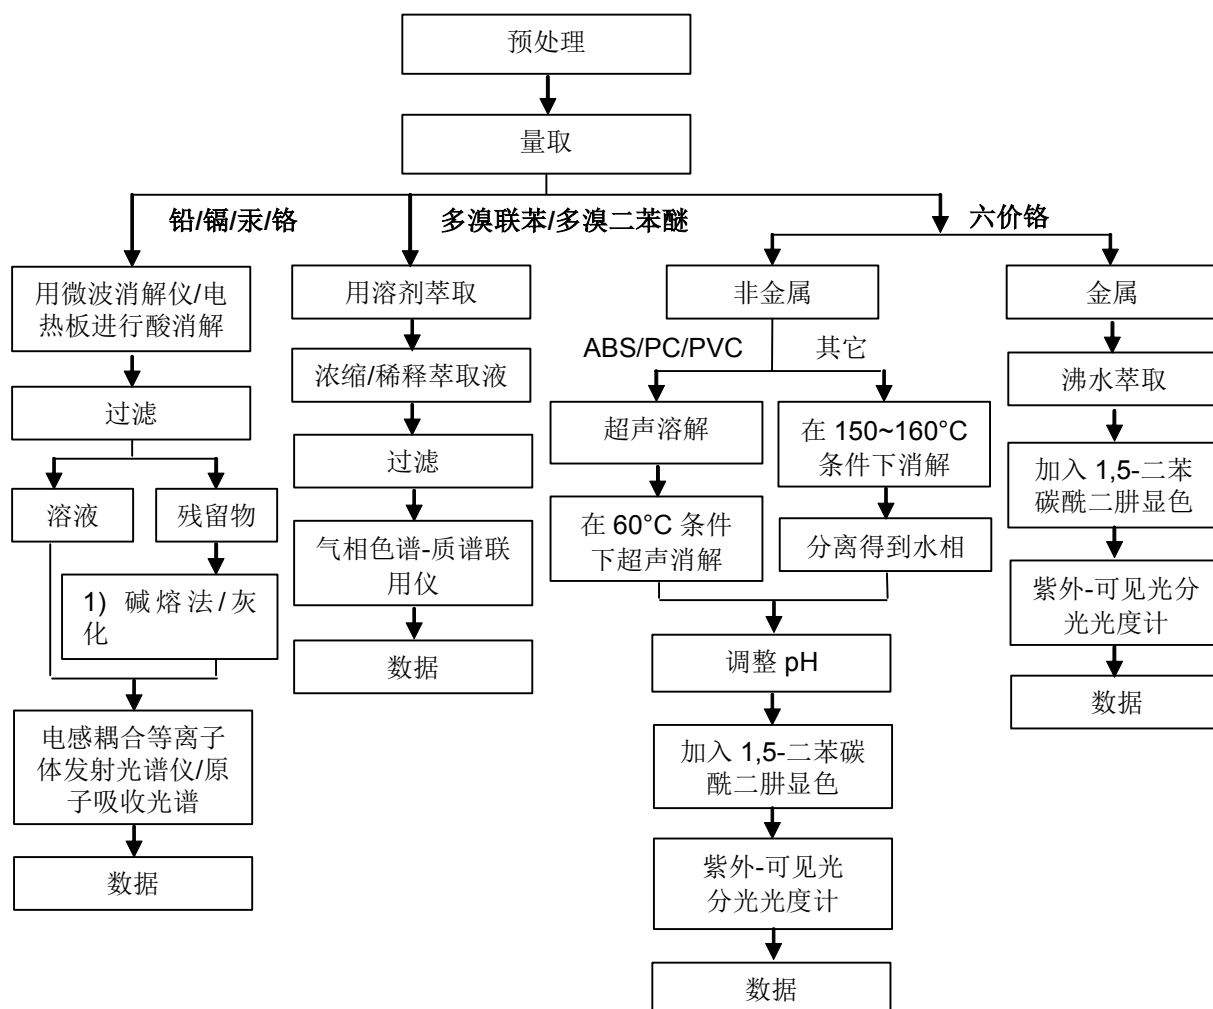 预处理
量取
铅/镉/汞/铬
多溴联苯/多溴二苯醚
六价铬
用微波消解仪/电
热板进行酸消解
过滤
溶液
残留物
1) 碱熔法/灰
化
电感耦合等离子
体发射光谱仪/原
子吸收光谱
数据
用溶剂萃取
浓缩/稀释萃取液
过滤
气相色谱-质谱联
用仪
数据
非金属
ABS/PC/PVC
其它
超声溶解
在 60°C 条件
下超声消解
在 150~160°C
条件下消解
分离得到水相
调整 pH
加入 1,5-二苯碳
酰二肼显色
紫外-可见光
分光光度计
数据
金属
沸水萃取
加入 1,5-二苯
碳酰二肼显色
紫外-可见光分
光光度计
数据